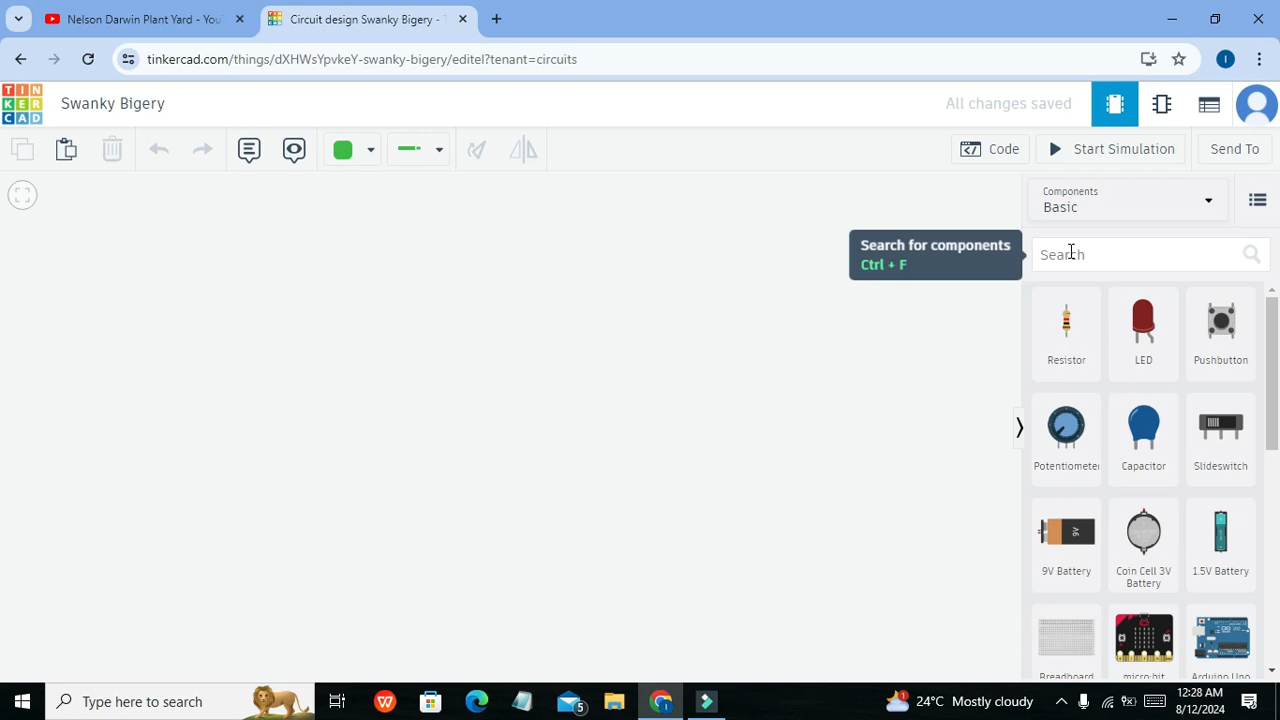 Nelson Darwin Plant Yard - You
Circuit design Swanky Bigery - T
tinkercad.com/things/dXHWsYpvkeY-swanky-bigery/editel?tenant=circuits
I
TIN
KER
CAD
Swanky Bigery
All changes saved
Code
Start Simulation
Send To
Components
Basic
Search for components
Ctrl + F
Search
Resistor
LED
Pushbutton
Potentiometer
Capacitor
Slideswitch
9V
9V Battery
Coin Cell 3V
Battery
1.5V Battery
Breadboard
micro:bit
Arduino Uno
Type here to search
W
5
1
24°C Mostly cloudy
12:28 AM
8/12/2024